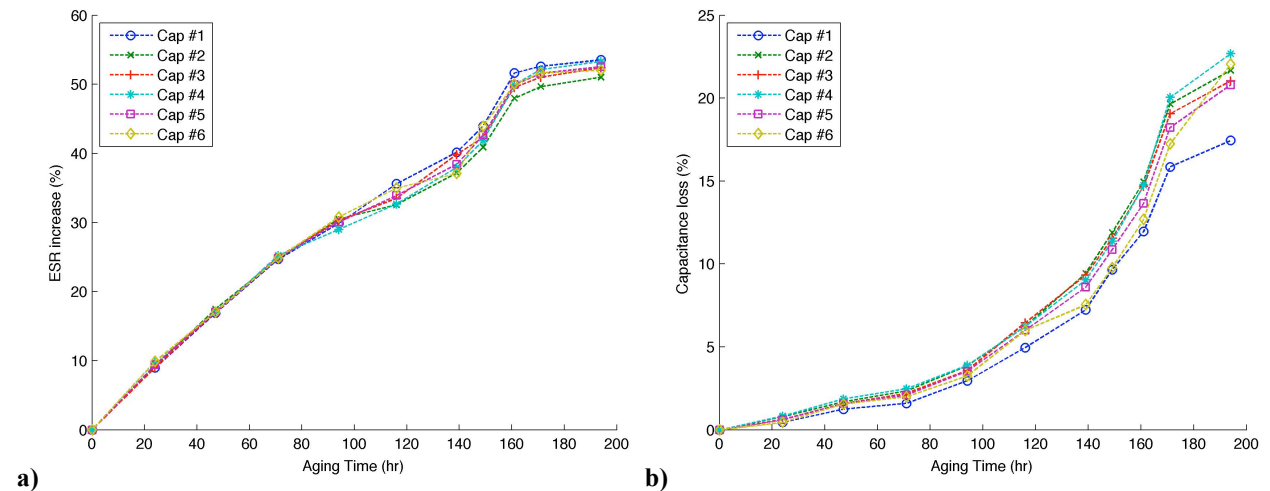 60
50
40
30
20
10
0
ESR increase (%)
Cap #1
Cap #2
Cap #3
Cap #4
Cap #5
Cap #6
0 20 40 60 80 100 120 140 160 180 200
Aging Time (hr)
a)
25
20
15
10
5
0
Capacitance loss (%)
Cap #1
Cap #2
Cap #3
Cap #4
Cap #5
Cap #6
0 20 40 60 80 100 120 140 160 180 200
Aging Time (hr)
b)